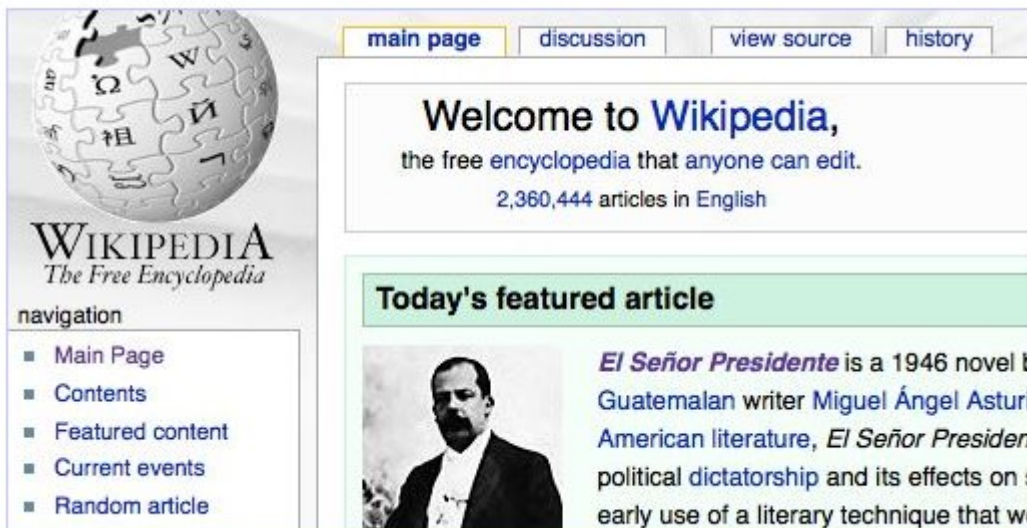 main page
discussion
view source
history
Welcome to Wikipedia,
the free encyclopedia that anyone can edit.
2,360,444 articles in English
Ω
W
И
祖
WIKIPEDIA
The Free Encyclopedia
navigation
Main Page
Contents
Featured content
Current events
Random article
Today's featured article
El Señor Presidente is a 1946 novel
Guatemalan writer Miguel Ángel Asturi
American literature, El Señor Presiden
political dictatorship and its effects on
early use of a literary technique that